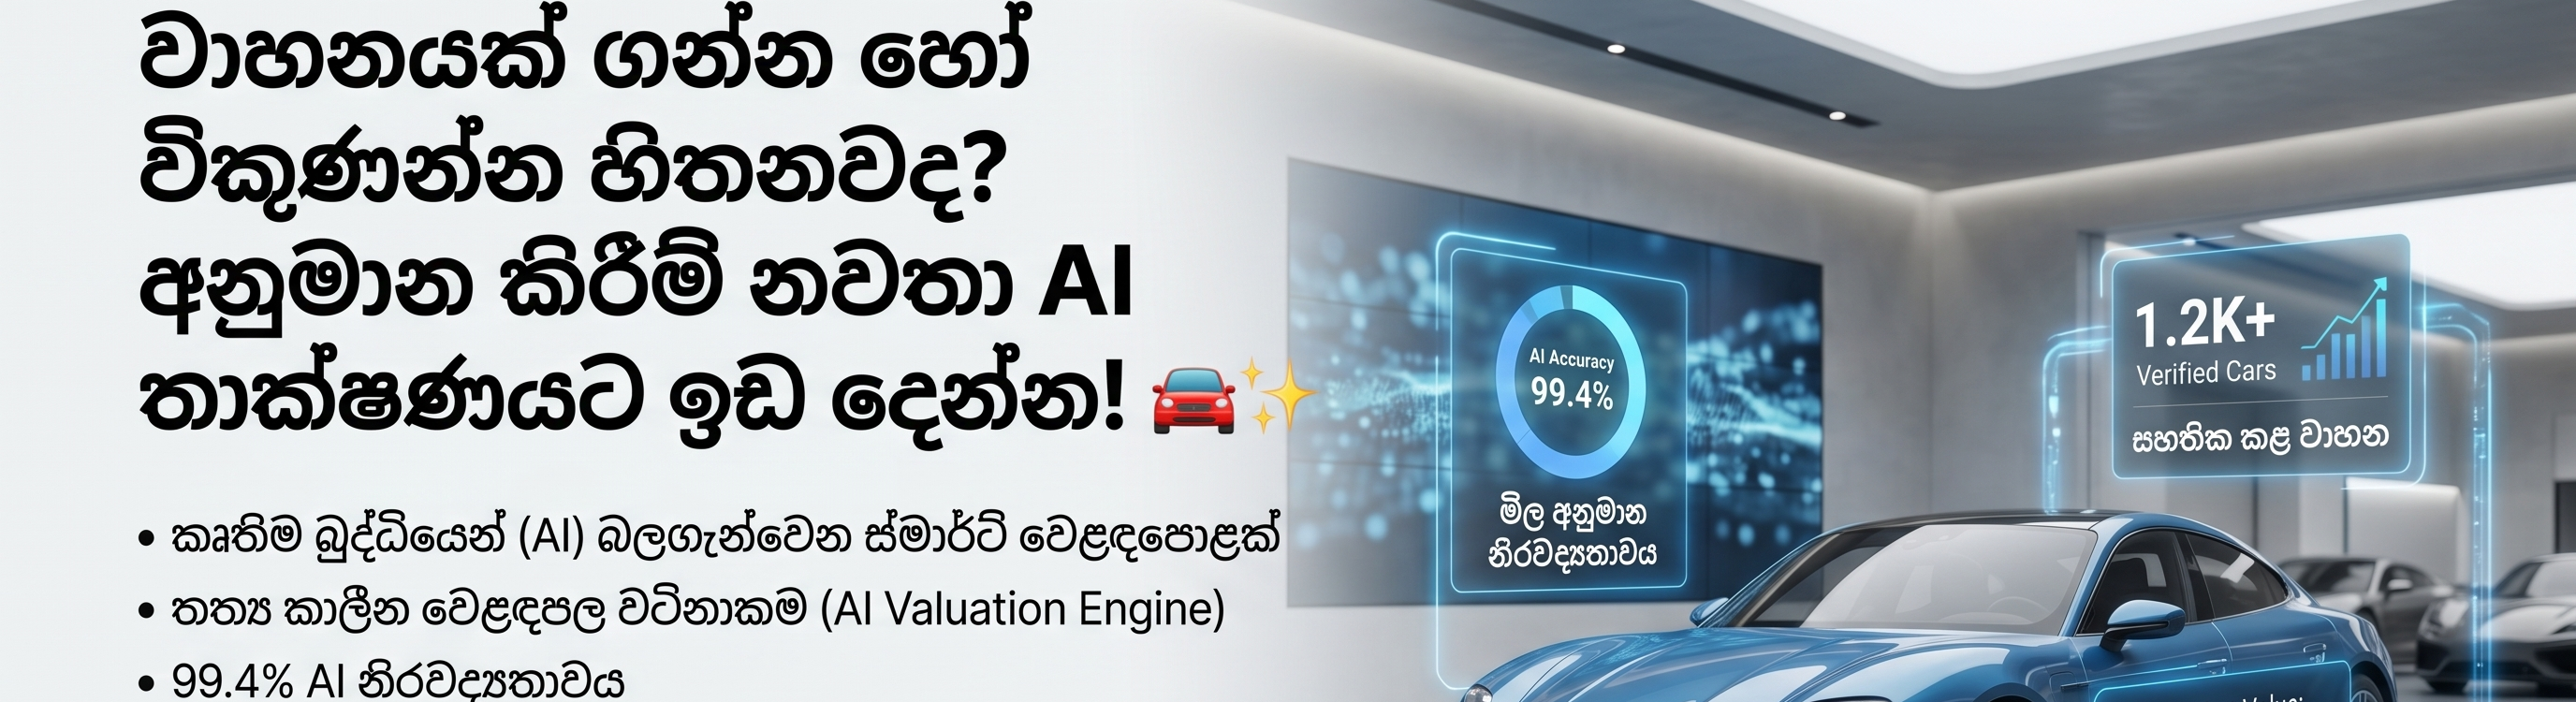 වාහනයක් ගන්න හෝ
විකුණන්න හිතනවද?
අනුමාන කිරීම් නවතා AI
තාක්ෂණයට ඉඩ දෙන්න! 🚗✨
• කෘතිම බුද්ධියෙන් (AI) බලගැන්වෙන ස්මාර්ට් වෙළඳපොළක්
• තත්‍ය කාලීන වෙළඳපල වටිනාකම (AI Valuation Engine)
• 99.4% AI නිරවද්‍යතාවය
AI Accuracy
99.4%
මිල අනුමාන
නිරවද්‍යතාවය
1.2K+
Verified Cars
සහතික කළ වාහන